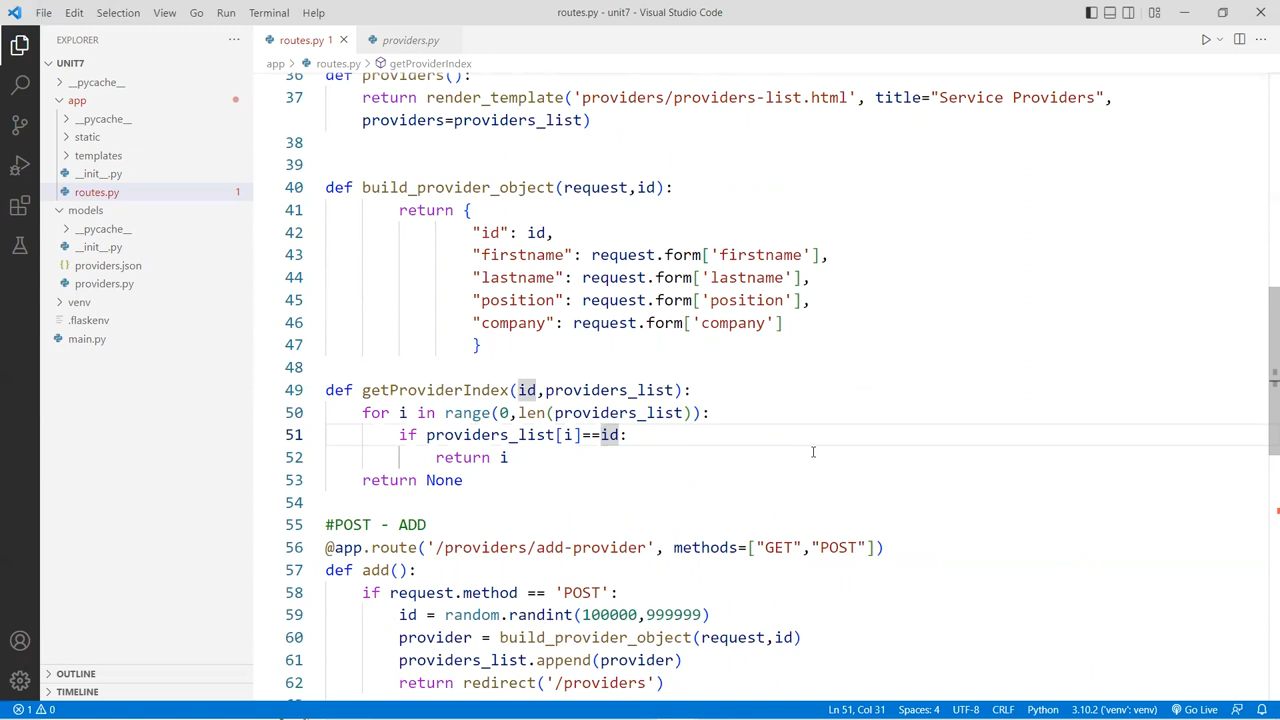 File Edit Selection View Go Run Terminal Help
routes.py - unit7 - Visual Studio Code
EXPLORER
routes.py 1
providers.py
app > routes.py > getProviderIndex
UNIT7
__pycache__
app
__pycache__
static
templates
__init__.py
routes.py 1
models
__pycache__
__init__.py
providers.json
providers.py
venv
.flaskenv
main.py
OUTLINE
TIMELINE
36 def providers():
37 return render_template('providers/providers-list.html', title="Service Providers",
providers=providers_list)
38
39
40 def build_provider_object(request,id):
41 return {
42 "id": id,
43 "firstname": request.form['firstname'],
44 "lastname": request.form['lastname'],
45 "position": request.form['position'],
46 "company": request.form['company']
47 }
48
49 def getProviderIndex(id,providers_list):
50 for i in range(0,len(providers_list)):
51 if providers_list[i]==id:
52 return i
53 return None
54
55 #POST - ADD
56 @app.route('/providers/add-provider', methods=["GET","POST"])
57 def add():
58 if request.method == 'POST':
59 id = random.randint(100000,999999)
60 provider = build_provider_object(request,id)
61 providers_list.append(provider)
62 return redirect('/providers')
1 0
Ln 51, Col 31 Spaces: 4 UTF-8 CRLF Python 3.10.2 ('venv': venv) Go Live